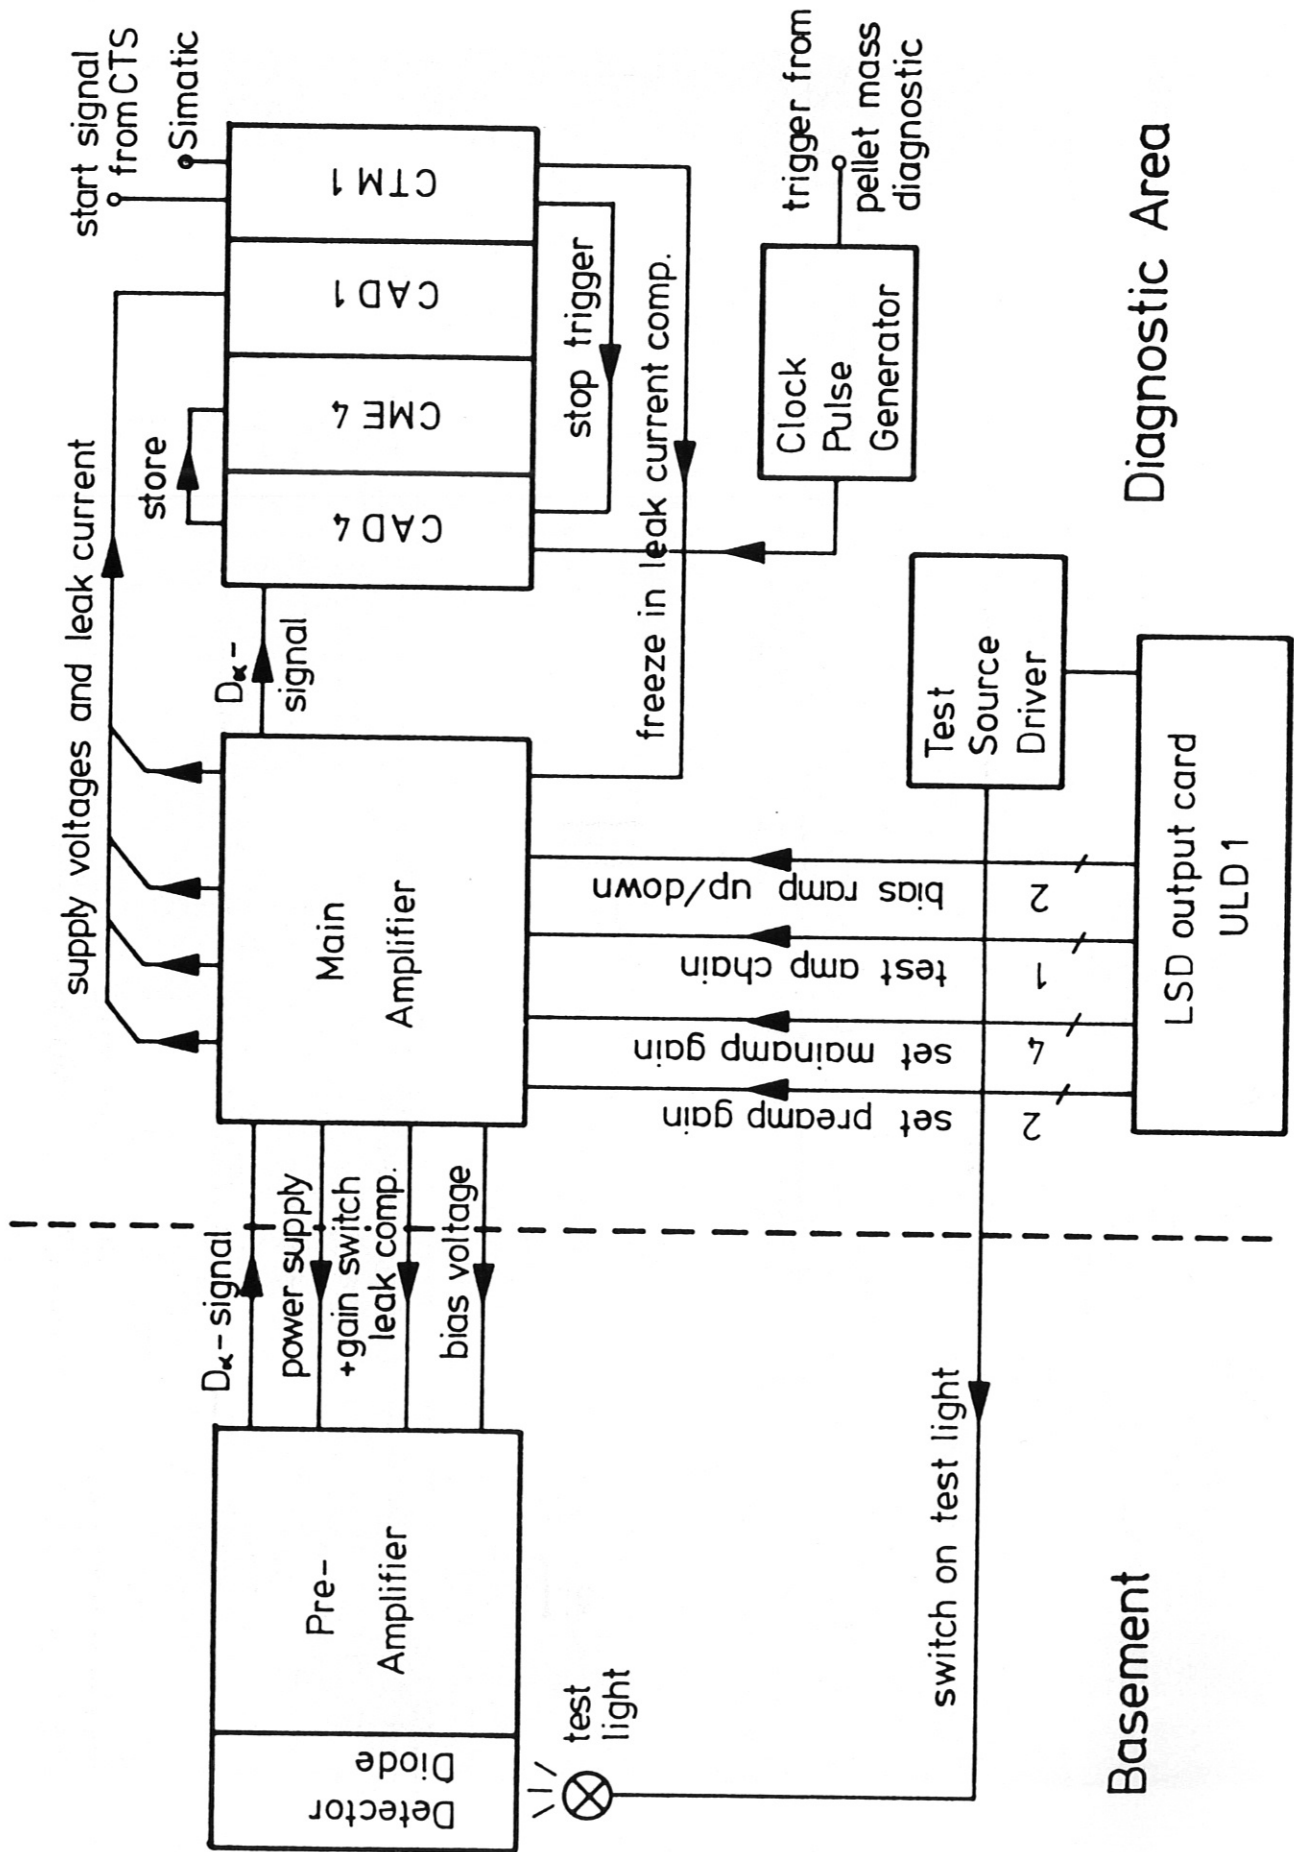 start signal
from CTS
Simatic
supply voltages and leak current
store
CAD 4
CME 4
CAD 1
CTM 1
stop trigger
freeze in leak current comp.
Dα-
signal
Clock
Pulse
Generator
trigger from
pellet mass
diagnostic
Diagnostic Area
Main
Amplifier
Dα-signal
power supply
+gain switch
leak comp.
bias voltage
Pre-
Amplifier
Detector
Diode
test
light
set preamp gain
2
set mainamp gain
4
test amp chain
1
bias ramp up/down
2
Test
Source
Driver
LSD output card
ULD1
switch on test light
Basement